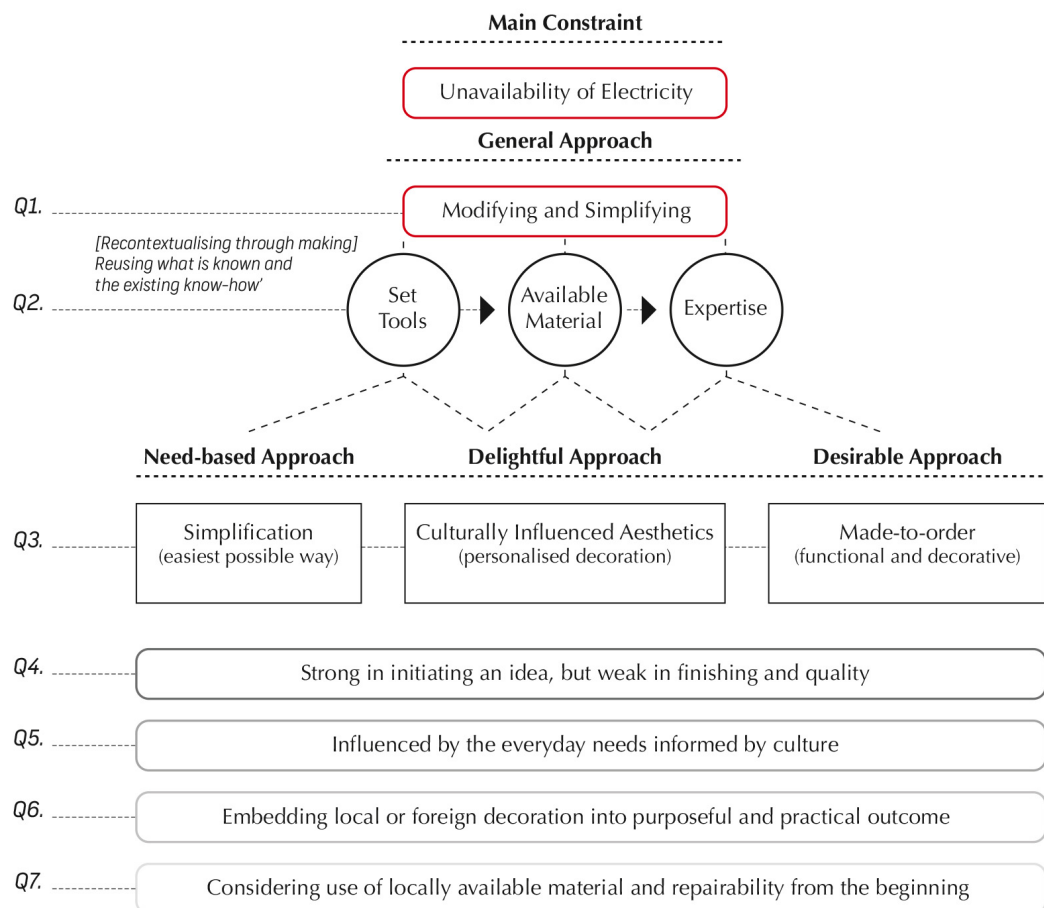 Main Constraint
Unavailability of Electricity
General Approach
Q1.
Modifying and Simplifying
[Recontextualising through making]
Reusing what is known and
the existing know-how’
Q2.
Set
Tools
Available
Material
Expertise
Need-based Approach
Delightful Approach
Desirable Approach
Q3.
Simplification
(easiest possible way)
Culturally Influenced Aesthetics
(personalised decoration)
Made-to-order
(functional and decorative)
Q4.
Strong in initiating an idea, but weak in finishing and quality
Q5.
Influenced by the everyday needs informed by culture
Q6.
Embedding local or foreign decoration into purposeful and practical outcome
Q7.
Considering use of locally available material and repairability from the beginning